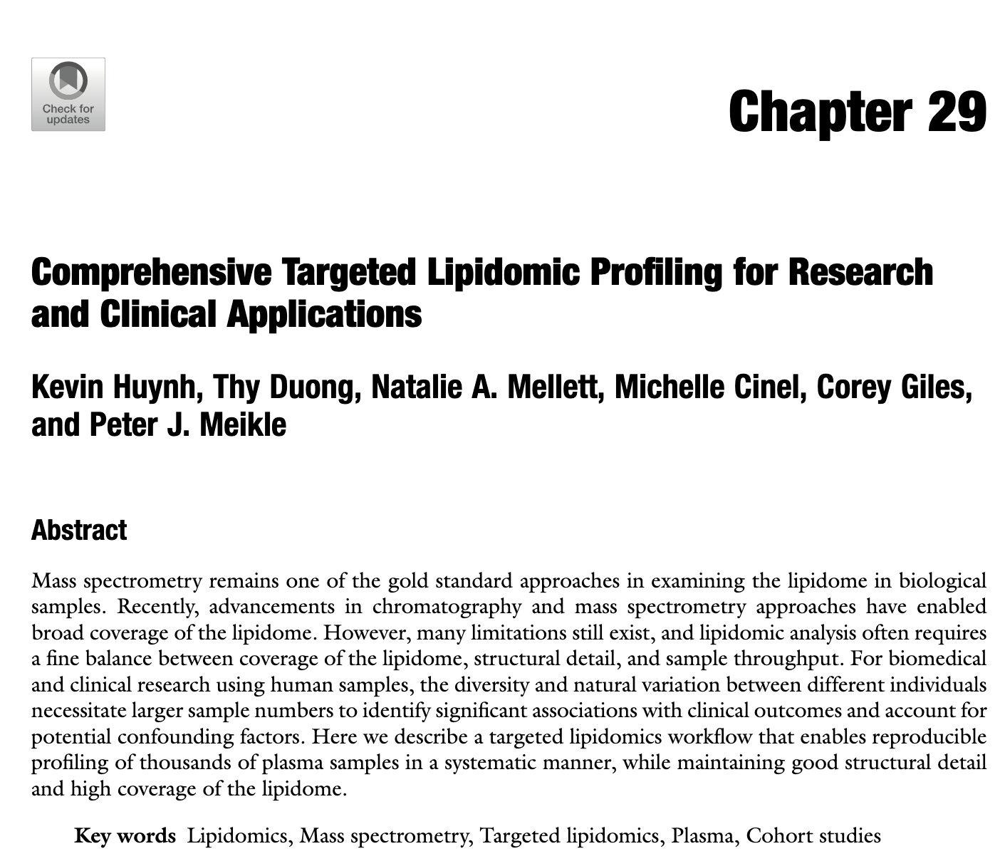 Check for
updates
Chapter 29
Comprehensive Targeted Lipidomic Profiling for Research
and Clinical Applications
Kevin Huynh, Thy Duong, Natalie A. Mellett, Michelle Cinel, Corey Giles,
and Peter J. Meikle
Abstract
Mass spectrometry remains one of the gold standard approaches in examining the lipidome in biological
samples. Recently, advancements in chromatography and mass spectrometry approaches have enabled
broad coverage of the lipidome. However, many limitations still exist, and lipidomic analysis often requires
a fine balance between coverage of the lipidome, structural detail, and sample throughput. For biomedical
and clinical research using human samples, the diversity and natural variation between different individuals
necessitate larger sample numbers to identify significant associations with clinical outcomes and account for
potential confounding factors. Here we describe a targeted lipidomics workflow that enables reproducible
profiling of thousands of plasma samples in a systematic manner, while maintaining good structural detail
and high coverage of the lipidome.
Key words Lipidomics, Mass spectrometry, Targeted lipidomics, Plasma, Cohort studies